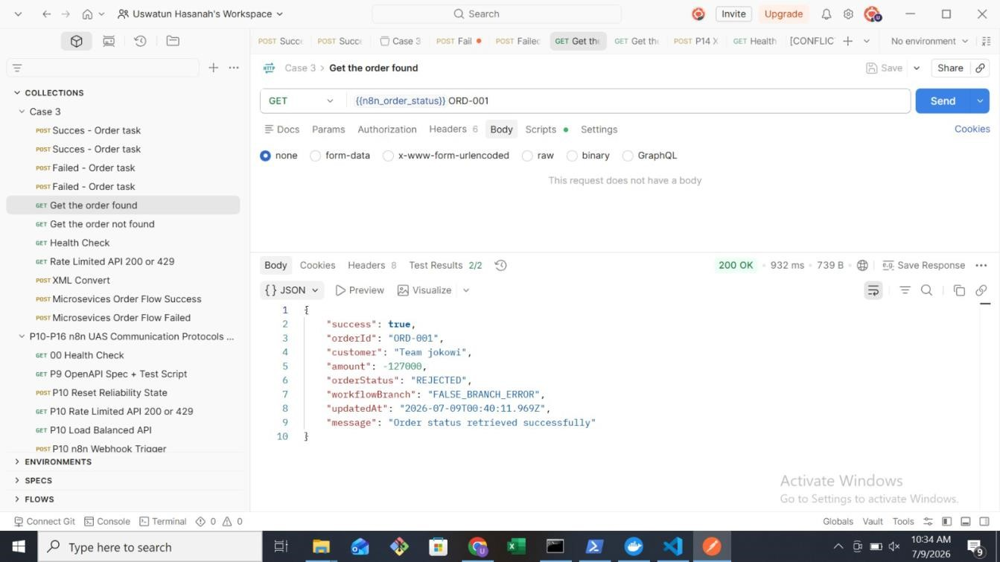 Uswatun Hasanah's Workspace
Search
Invite
Upgrade
POST Succ
POST Succ
Case 3
POST Fail
POST Failed
GET Get th
GET Get th
POST P14 X
GET Health
[CONFLIC
No environment
COLLECTIONS
Case 3
POST Succes - Order task
POST Succes - Order task
POST Failed - Order task
POST Failed - Order task
GET Get the order found
GET Get the order not found
GET Health Check
GET Rate Limited API 200 or 429
POST XML Convert
POST Microsevices Order Flow Success
POST Microsevices Order Flow Failed
P10-P16 n8n UAS Communication Protocols ...
GET 00 Health Check
GET P9 OpenAPI Spec + Test Script
POST P10 Reset Reliability State
GET P10 Rate Limited API 200 or 429
GET P10 Load Balanced API
POST P10 n8n Webhook Trigger
ENVIRONMENTS
SPECS
FLOWS
HTTP Case 3 > Get the order found
Save
Share
GET
{{n8n_order_status}} ORD-001
Send
Docs Params Authorization Headers 6 Body Scripts Settings
Cookies
none form-data x-www-form-urlencoded raw binary GraphQL
This request does not have a body
Body Cookies Headers 8 Test Results 2/2
200 OK 932 ms 739 B
e.g. Save Response
{} JSON Preview Visualize
1 {
2 "success": true,
3 "orderId": "ORD-001",
4 "customer": "Team jokowi",
5 "amount": -127000,
6 "orderStatus": "REJECTED",
7 "workflowBranch": "FALSE_BRANCH_ERROR",
8 "updatedAt": "2026-07-09T00:40:11.969Z",
9 "message": "Order status retrieved successfully"
10 }
Activate Windows
Go to Settings to activate Windows.
Connect Git Console Terminal 0 0
Globals Vault Tools
Type here to search
10:34 AM
7/9/2026
9